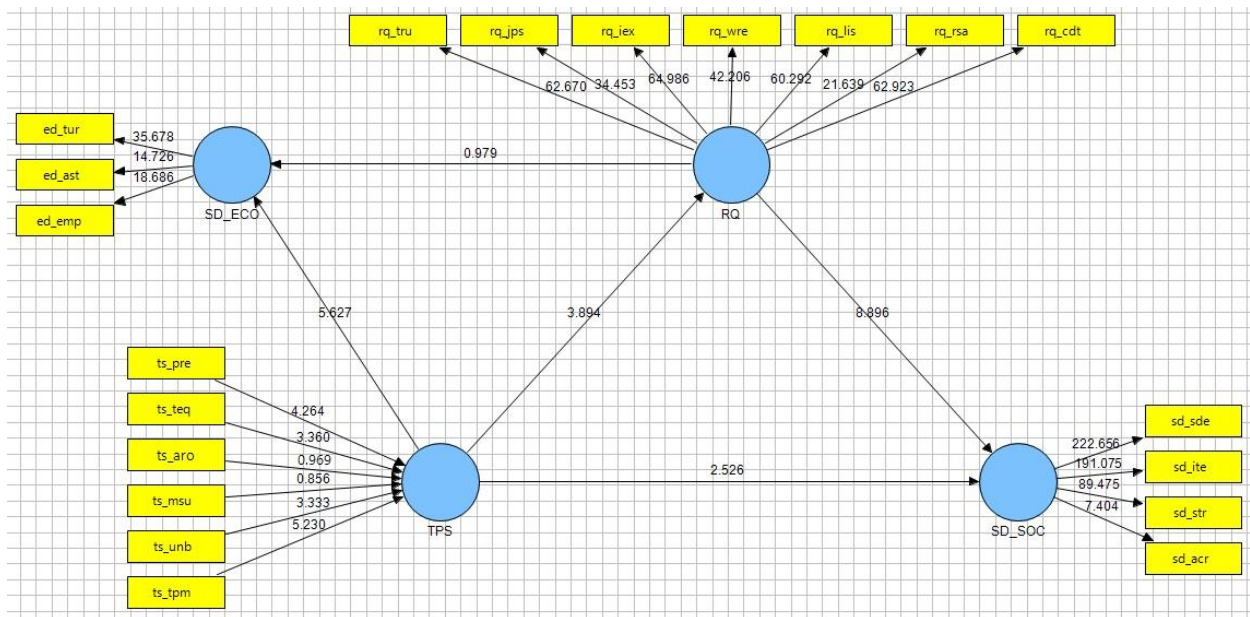 rq_tru
rq_jps
rq_iex
rq_wre
rq_lis
rq_rsa
rq_cdt
62.670
34.453
64.986
42.206
60.292
21.639
62.923
ed_tur
ed_ast
ed_emp
35.678
14.726
18.686
SD_ECO
0.979
RQ
5.627
3.894
8.896
ts_pre
ts_teq
ts_aro
ts_msu
ts_unb
ts_tpm
4.264
3.360
0.969
0.856
3.333
5.230
TPS
2.526
SD_SOC
222.656
191.075
89.475
7.404
sd_sde
sd_ite
sd_str
sd_acr